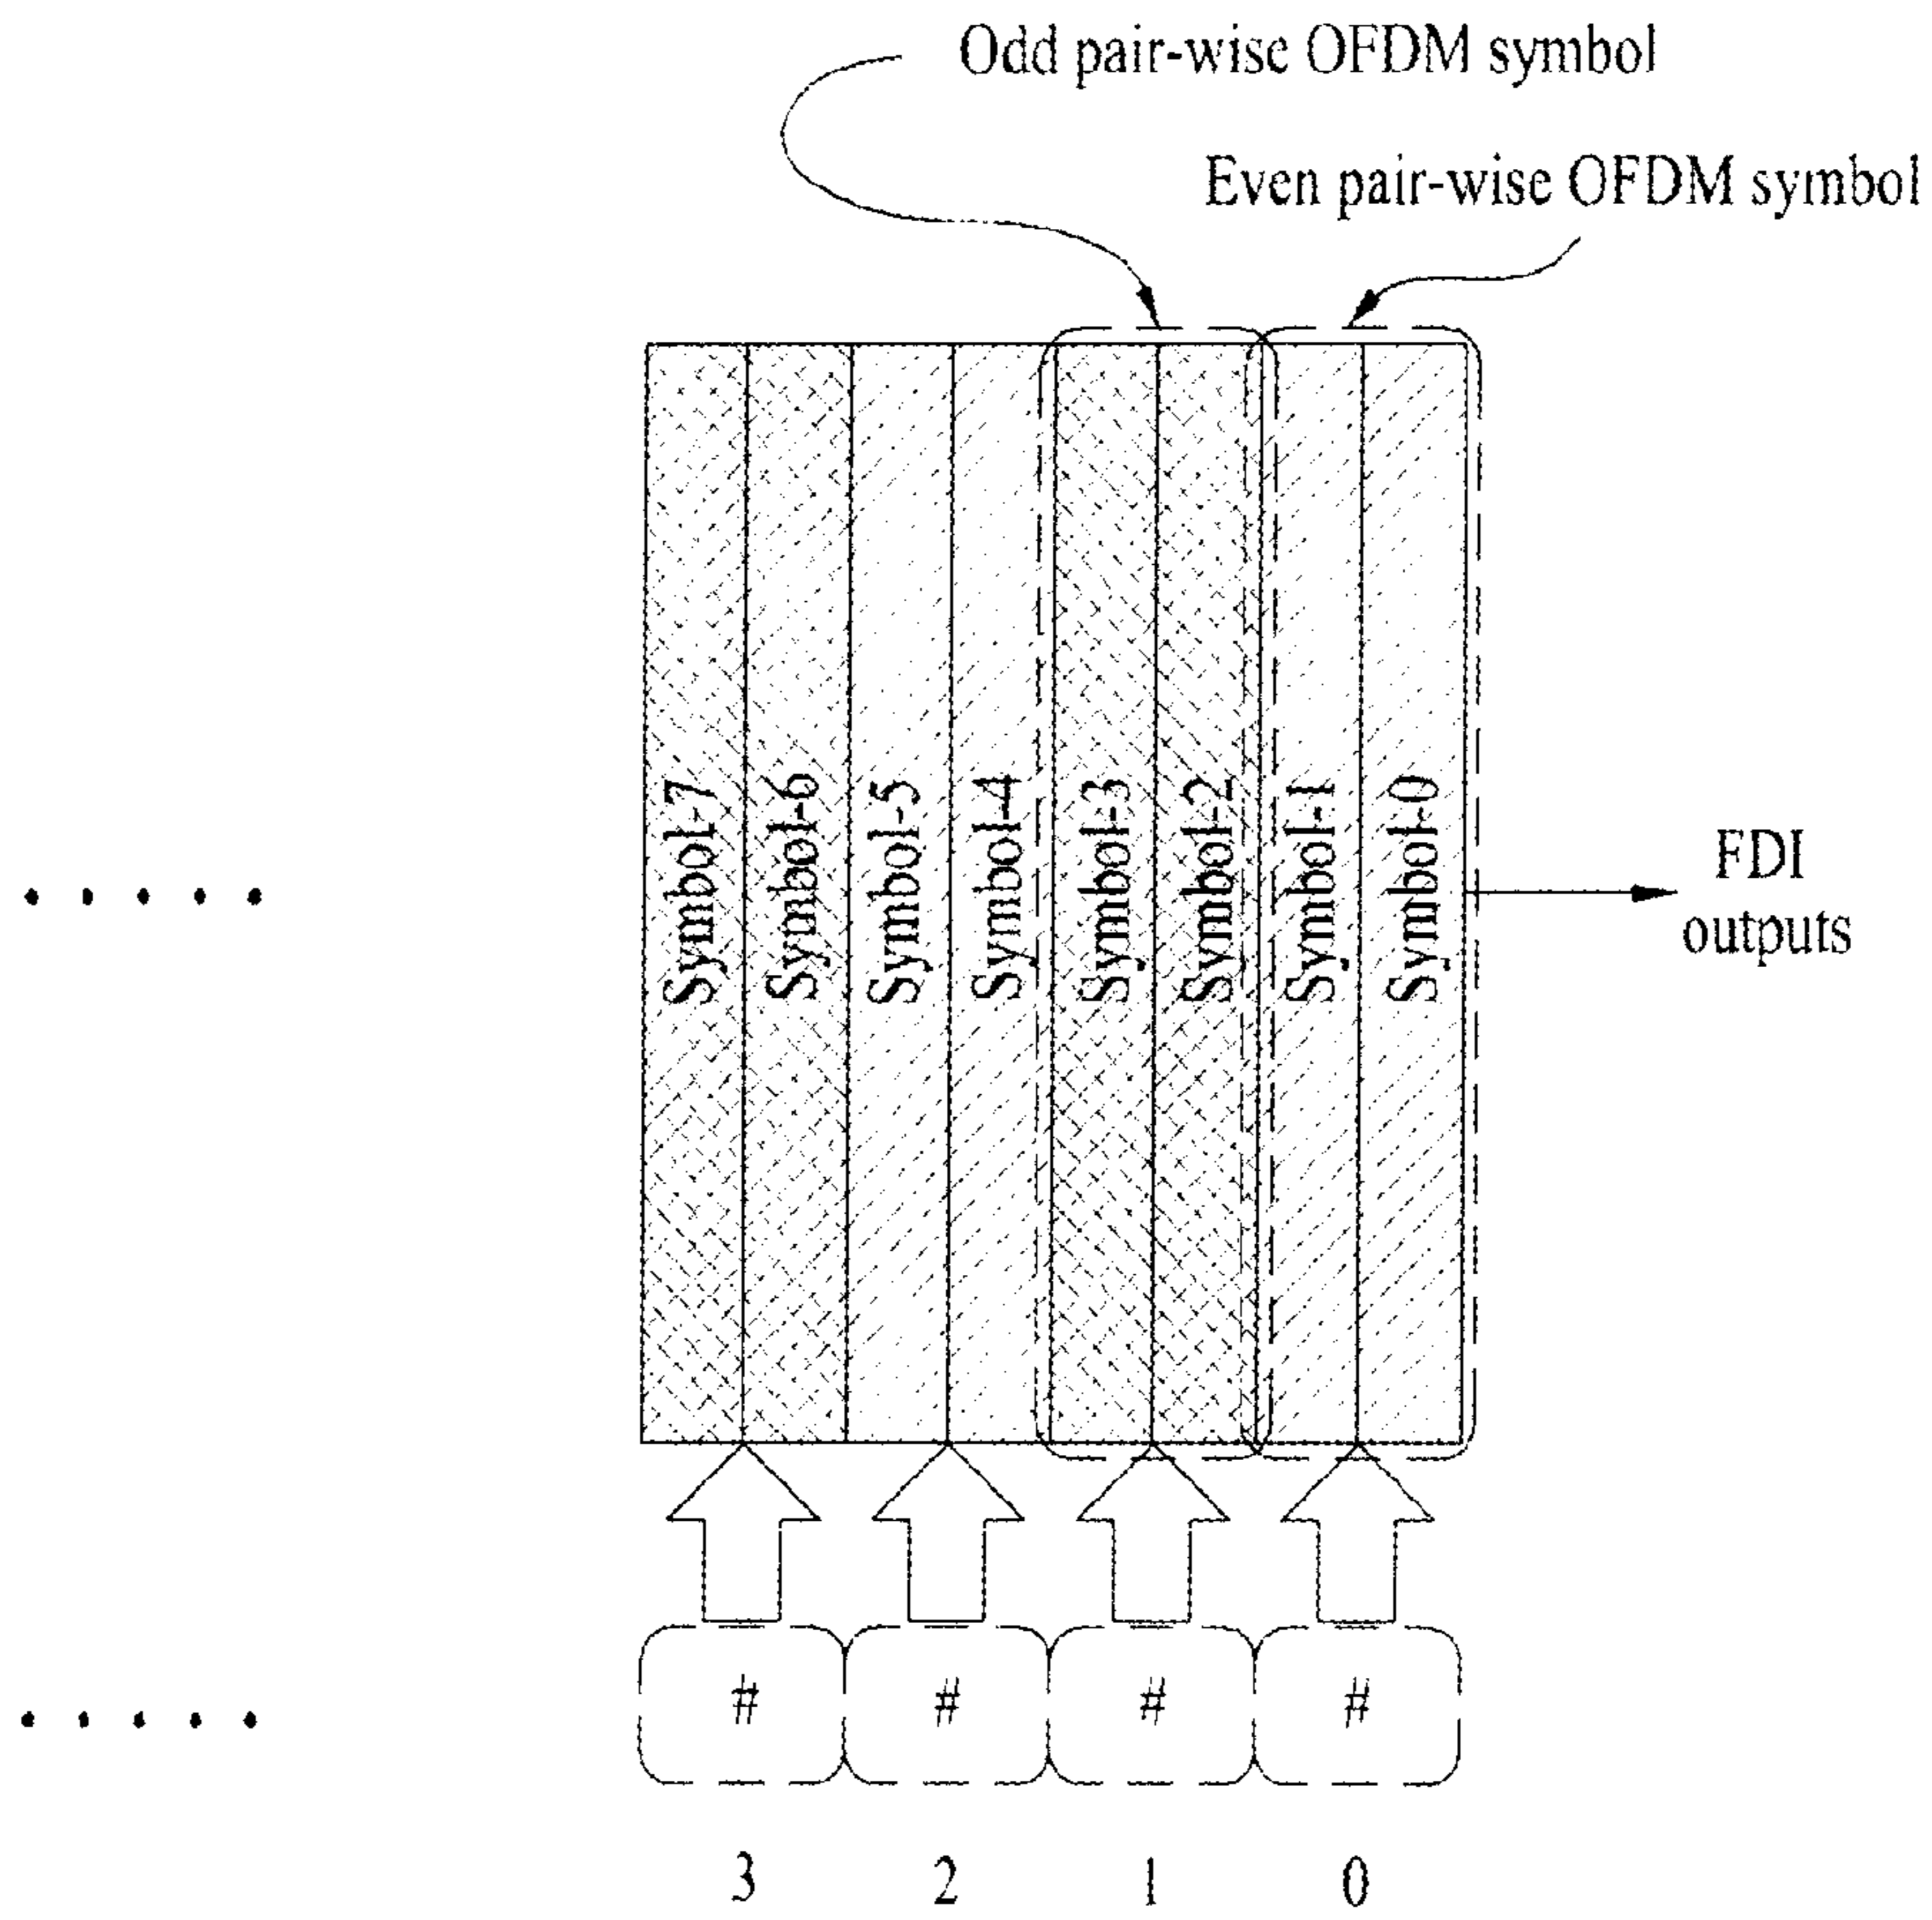 Odd pair-wise OFDM symbol
Even pair-wise OFDM symbol
Symbol-7
Symbol-6
Symbol-5
Symbol-4
Symbol-3
Symbol-2
Symbol-1
Symbol-0
FDI
outputs
# # # #
3 2 1 0